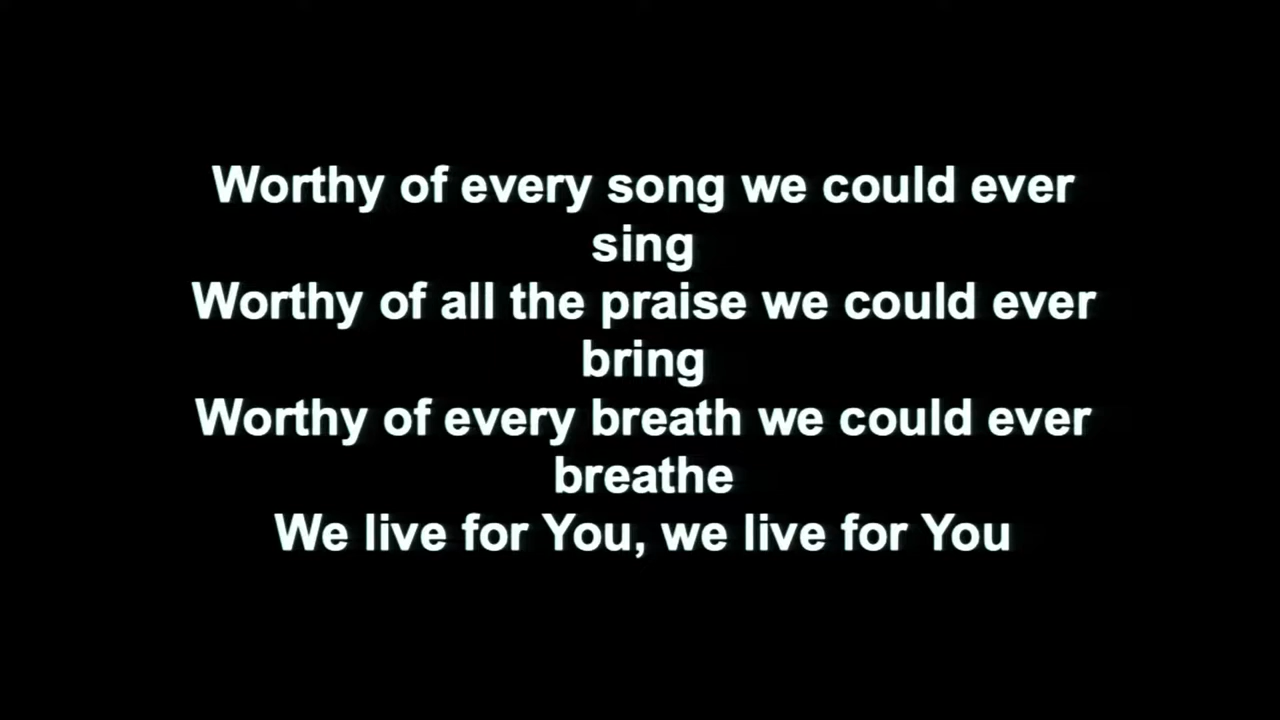 Worthy of every song we could ever
sing
Worthy of all the praise we could ever
bring
Worthy of every breath we could ever
breathe
We live for You, we live for You